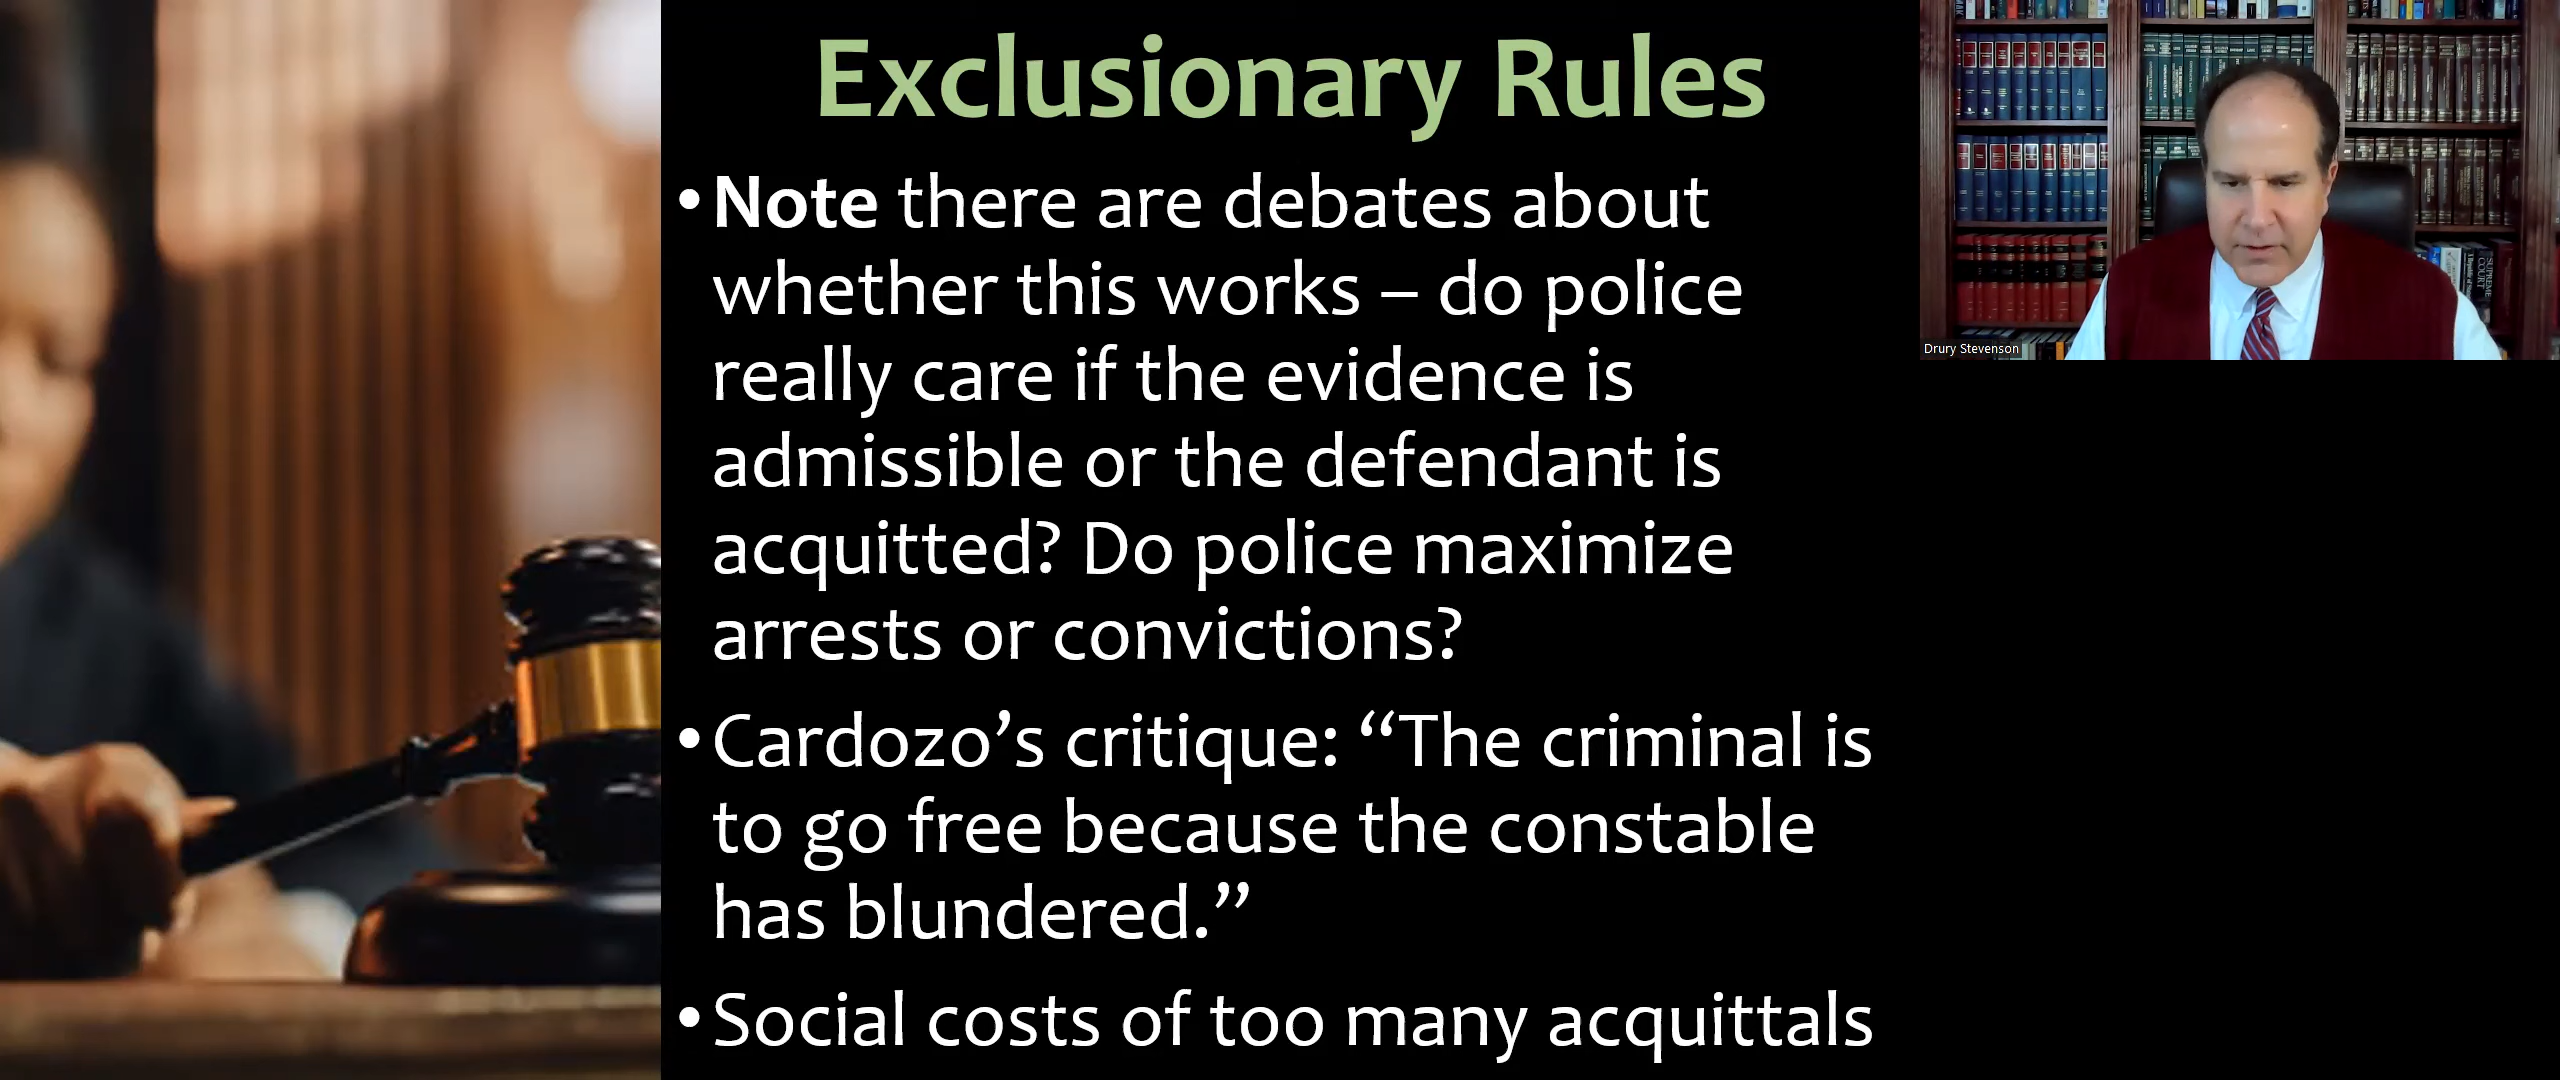 Exclusionary Rules
• Note there are debates about
whether this works – do police
really care if the evidence is
admissible or the defendant is
acquitted? Do police maximize
arrests or convictions?
• Cardozo’s critique: “The criminal is
to go free because the constable
has blundered.”
• Social costs of too many acquittals
SUPREME
COURT
Drury Stevenson